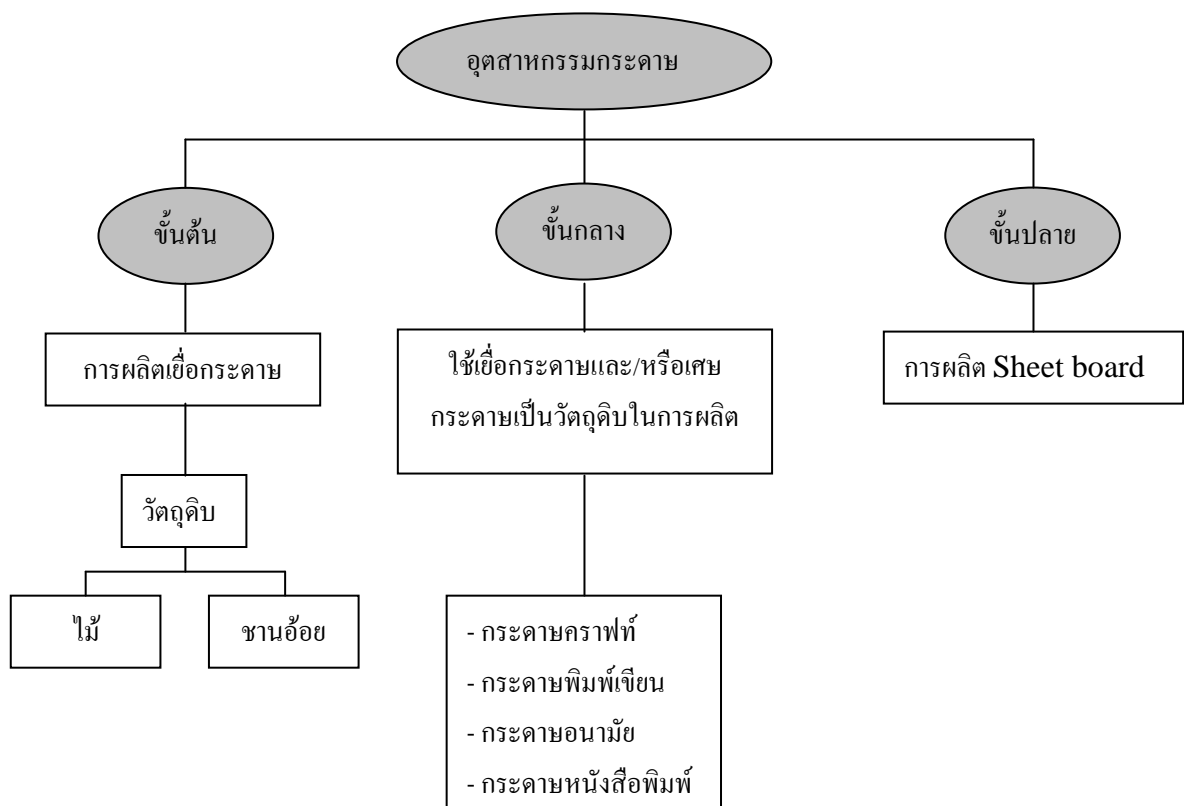 อุตสาหกรรมกระดาษ
ขั้นต้น
ขั้นกลาง
ขั้นปลาย
การผลิตเยื่อกระดาษ
ใช้เยื่อกระดาษและ/หรือเศษ
กระดาษเป็นวัตถุดิบในการผลิต
การผลิต Sheet board
วัตถุดิบ
ไม้
ชานอ้อย
- กระดาษคราฟท์
- กระดาษพิมพ์เขียน
- กระดาษอนามัย
- กระดาษหนังสือพิมพ์